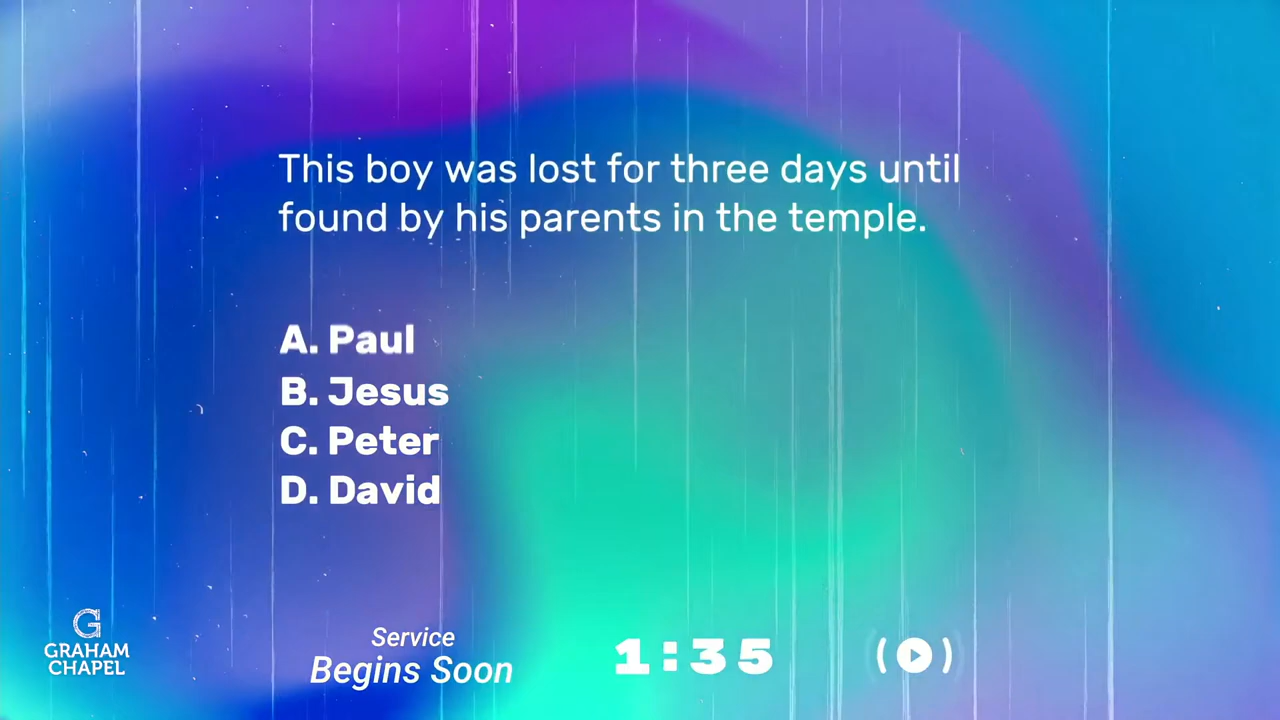 This boy was lost for three days until
found by his parents in the temple.
A. Paul
B. Jesus
C. Peter
D. David
G
GRAHAM
CHAPEL
Service
Begins Soon
1:35